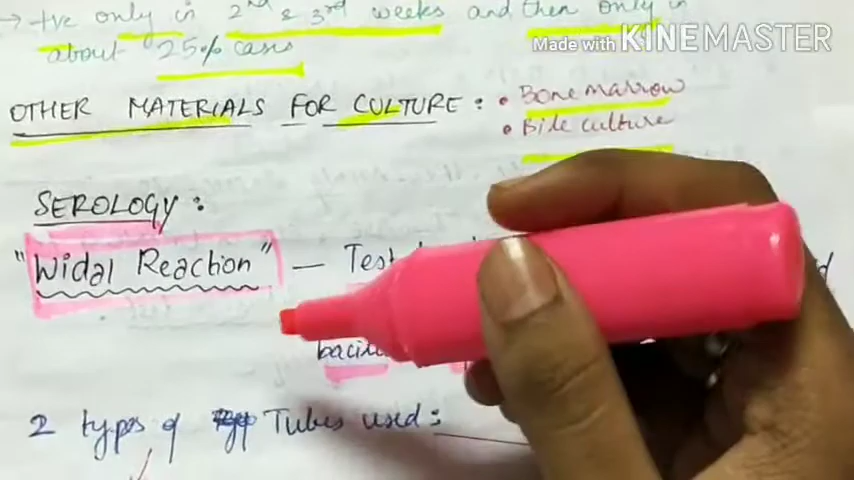 → +ve only in 2nd & 3rd weeks and then only in
about 25% cases
Made with KINEMASTER
OTHER MATERIALS FOR CULTURE : • Bone marrow
• Bile culture
SEROLOGY :
"Widal Reaction" — Test
2 types of Tubes used :